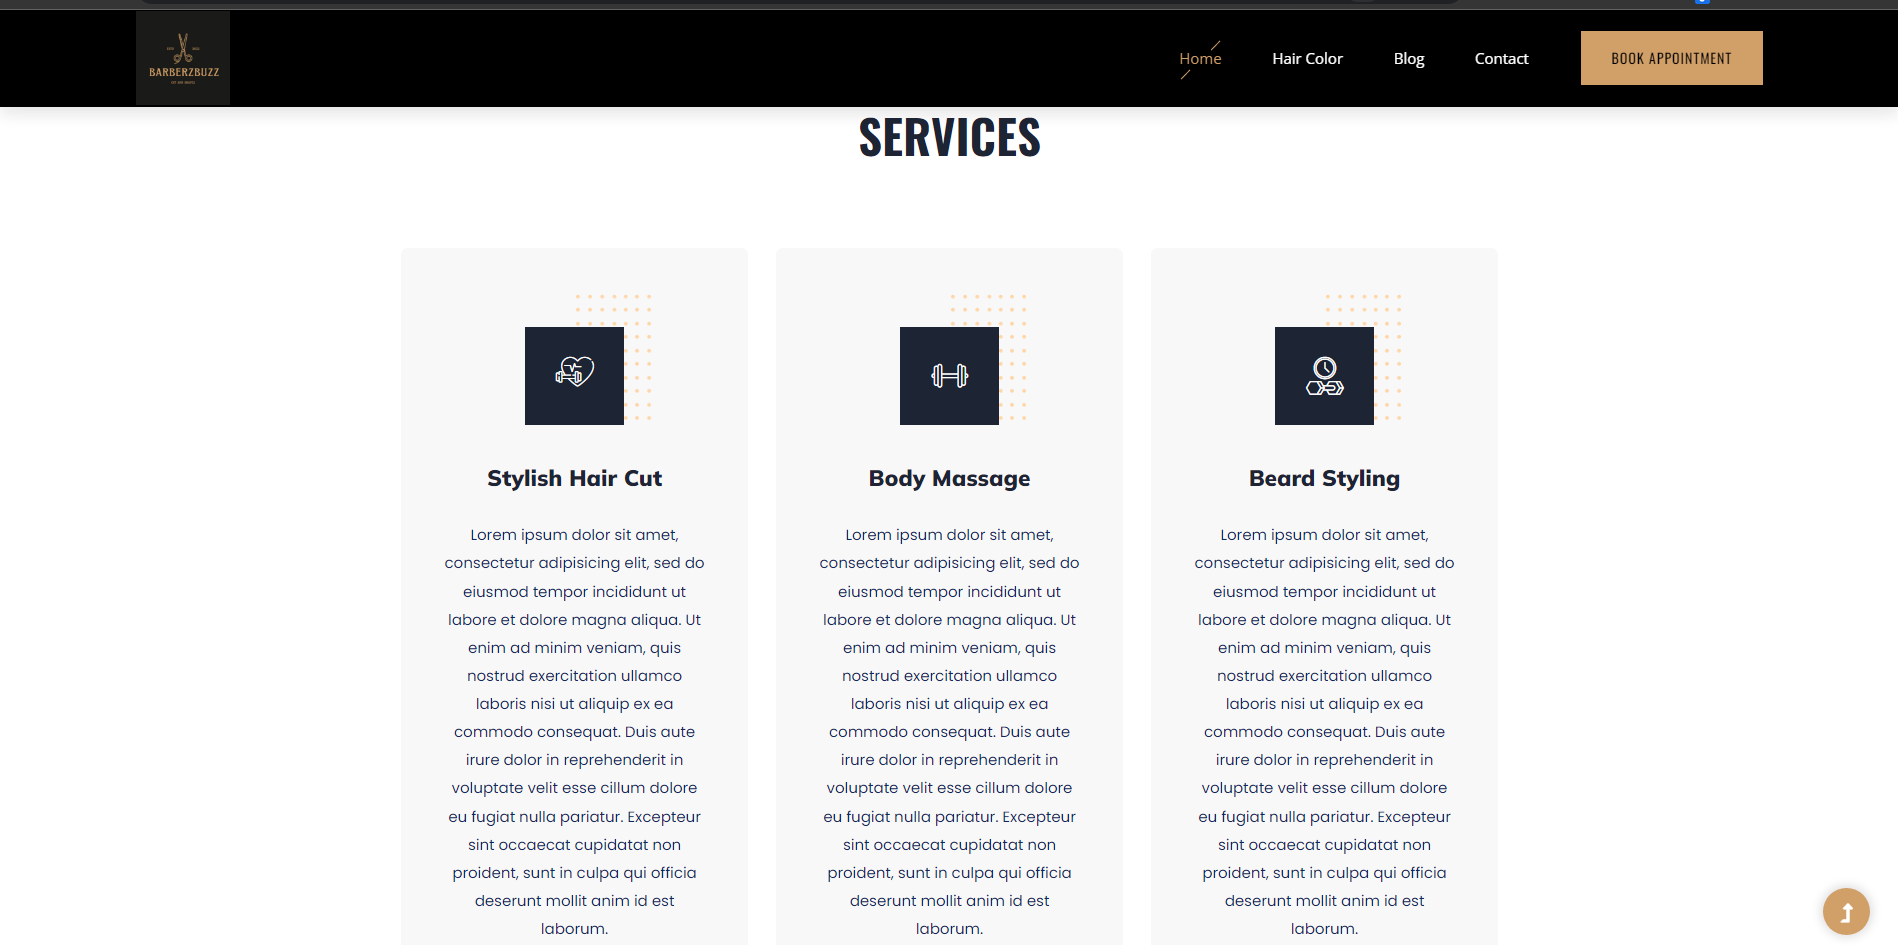 BARBERZBUZZ
Home
Hair Color
Blog
Contact
BOOK APPOINTMENT
SERVICES
Stylish Hair Cut
Lorem ipsum dolor sit amet,
consectetur adipisicing elit, sed do
eiusmod tempor incididunt ut
labore et dolore magna aliqua. Ut
enim ad minim veniam, quis
nostrud exercitation ullamco
laboris nisi ut aliquip ex ea
commodo consequat. Duis aute
irure dolor in reprehenderit in
voluptate velit esse cillum dolore
eu fugiat nulla pariatur. Excepteur
sint occaecat cupidatat non
proident, sunt in culpa qui officia
deserunt mollit anim id est
laborum.
Body Massage
Lorem ipsum dolor sit amet,
consectetur adipisicing elit, sed do
eiusmod tempor incididunt ut
labore et dolore magna aliqua. Ut
enim ad minim veniam, quis
nostrud exercitation ullamco
laboris nisi ut aliquip ex ea
commodo consequat. Duis aute
irure dolor in reprehenderit in
voluptate velit esse cillum dolore
eu fugiat nulla pariatur. Excepteur
sint occaecat cupidatat non
proident, sunt in culpa qui officia
deserunt mollit anim id est
laborum.
Beard Styling
Lorem ipsum dolor sit amet,
consectetur adipisicing elit, sed do
eiusmod tempor incididunt ut
labore et dolore magna aliqua. Ut
enim ad minim veniam, quis
nostrud exercitation ullamco
laboris nisi ut aliquip ex ea
commodo consequat. Duis aute
irure dolor in reprehenderit in
voluptate velit esse cillum dolore
eu fugiat nulla pariatur. Excepteur
sint occaecat cupidatat non
proident, sunt in culpa qui officia
deserunt mollit anim id est
laborum.